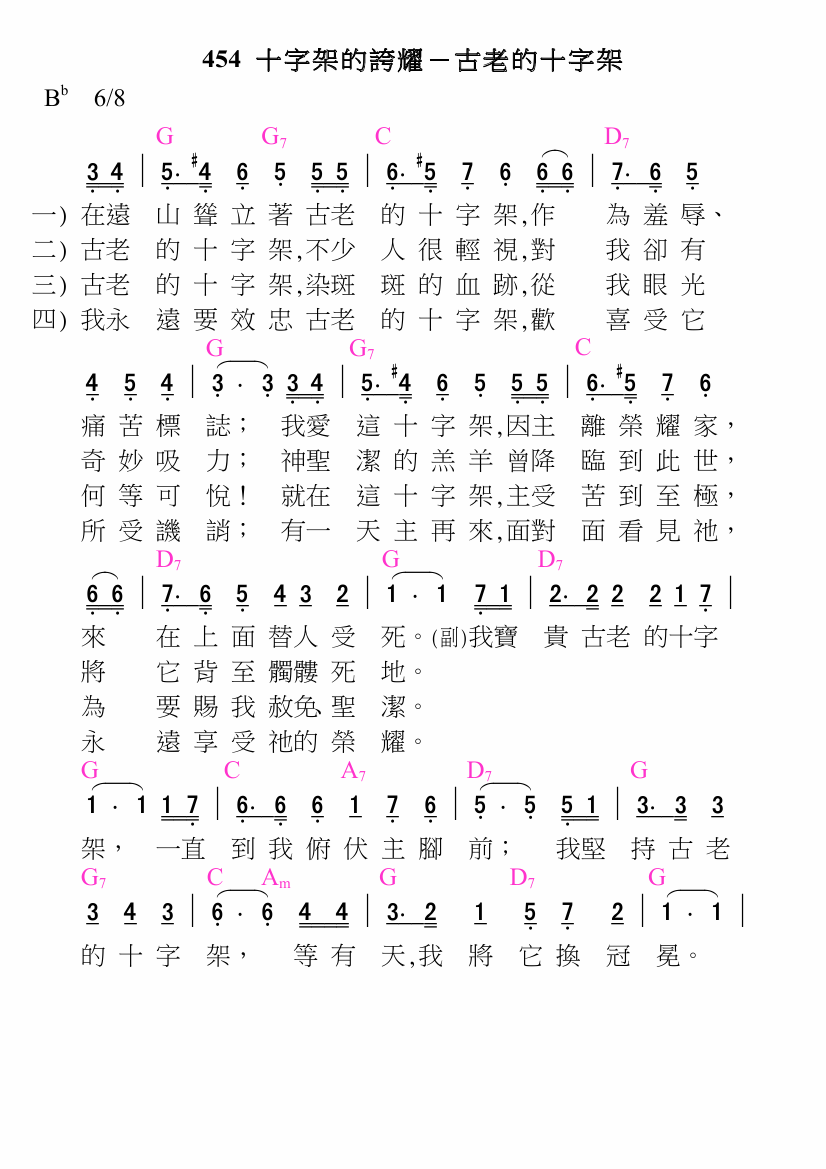 454 十字架的誇耀－古老的十字架
Bb 6/8
G G7 C D7
3 4 | 5. #4 6 5 5 5 | 6. #5 7 6 6 6 | 7. 6 5
一) 在遠 山聳立著古老 的十字架,作 為羞辱、
二) 古老 的十字架,不少 人很輕視,對 我卻有
三) 古老 的十字架,染斑 斑的血跡,從 我眼光
四) 我永 遠要效忠古老 的十字架,歡 喜受它
G G7 C
4 5 4 | 3 . 3 3 4 | 5. #4 6 5 5 5 | 6. #5 7 6
痛苦標 誌； 我愛 這十字架,因主 離榮耀家，
奇妙吸 力； 神聖 潔的羔羊曾降 臨到此世，
何等可 悅！ 就在 這十字架,主受 苦到至極，
所受譏 誚； 有一 天主再來,面對 面看見祂，
D7 G D7
6 6 | 7. 6 5 4 3 2 | 1 . 1 7 1 | 2. 2 2 2 1 7 |
來 在上面替人受 死。(副)我寶 貴古老的十字
將 它背至髑髏死 地。
為 要賜我赦免、聖 潔。
永 遠享受祂的榮 耀。
G C A7 D7 G
1 . 1 1 7 | 6. 6 6 1 7 6 | 5 . 5 5 1 | 3. 3 3
架， 一直 到我俯伏主腳 前； 我堅 持古老
G7 C Am G D7 G
3 4 3 | 6 . 6 4 4 | 3. 2 1 5 7 2 | 1 . 1 |
的十字 架， 等有 天,我 將它換冠 冕。